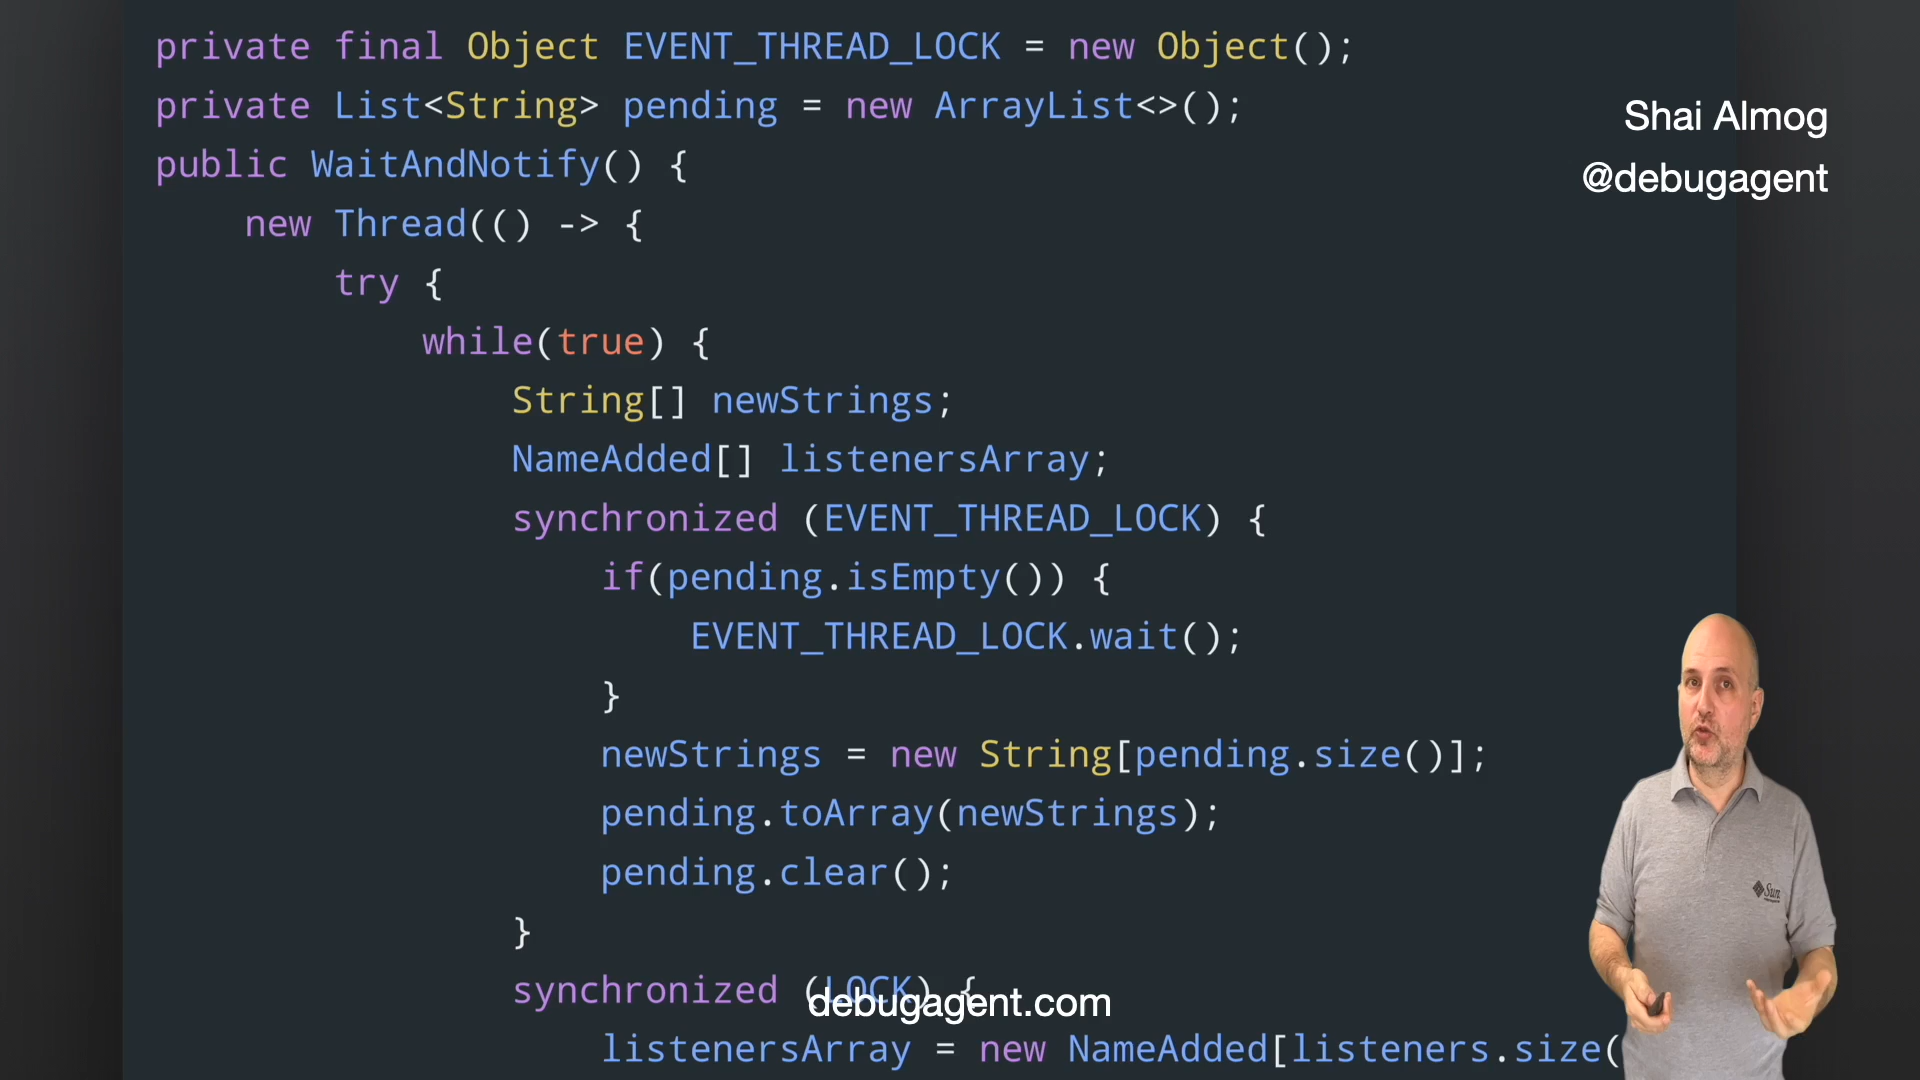 private final Object EVENT_THREAD_LOCK = new Object();
private List<String> pending = new ArrayList<>();
public WaitAndNotify() {
new Thread(() -> {
try {
while(true) {
String[] newStrings;
NameAdded[] listenersArray;
synchronized (EVENT_THREAD_LOCK) {
if(pending.isEmpty()) {
EVENT_THREAD_LOCK.wait();
}
newStrings = new String[pending.size()];
pending.toArray(newStrings);
pending.clear();
}
synchronized (LOCK) {
listenersArray = new NameAdded[listeners.size(
Shai Almog
@debugagent
Sun
debugagent.com